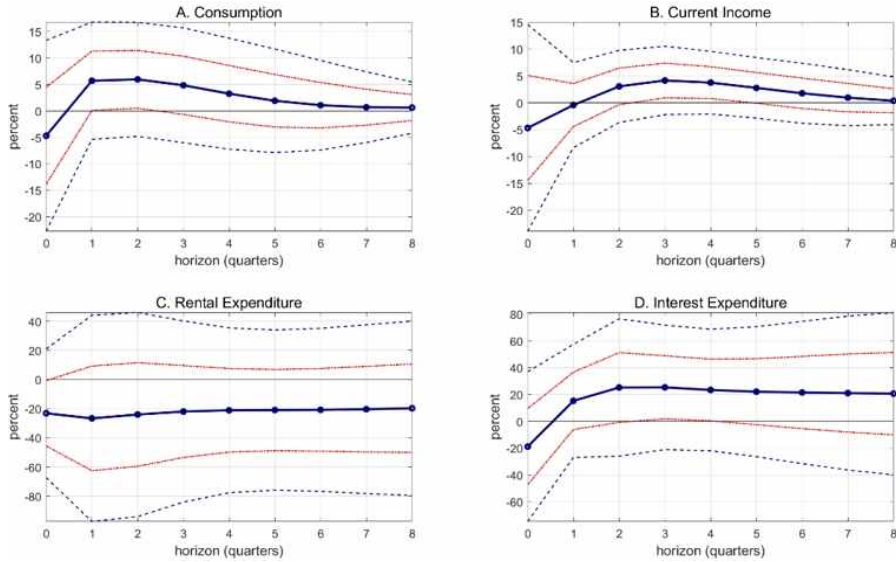 A. Consumption
15
10
5
0
-5
-10
-15
-20
percent
0 1 2 3 4 5 6 7 8
horizon (quarters)
B. Current Income
15
10
5
0
-5
-10
-15
-20
percent
0 1 2 3 4 5 6 7 8
horizon (quarters)
C. Rental Expenditure
40
20
0
-20
-40
-60
-80
percent
0 1 2 3 4 5 6 7 8
horizon (quarters)
D. Interest Expenditure
80
60
40
20
0
-20
-40
-60
percent
0 1 2 3 4 5 6 7 8
horizon (quarters)